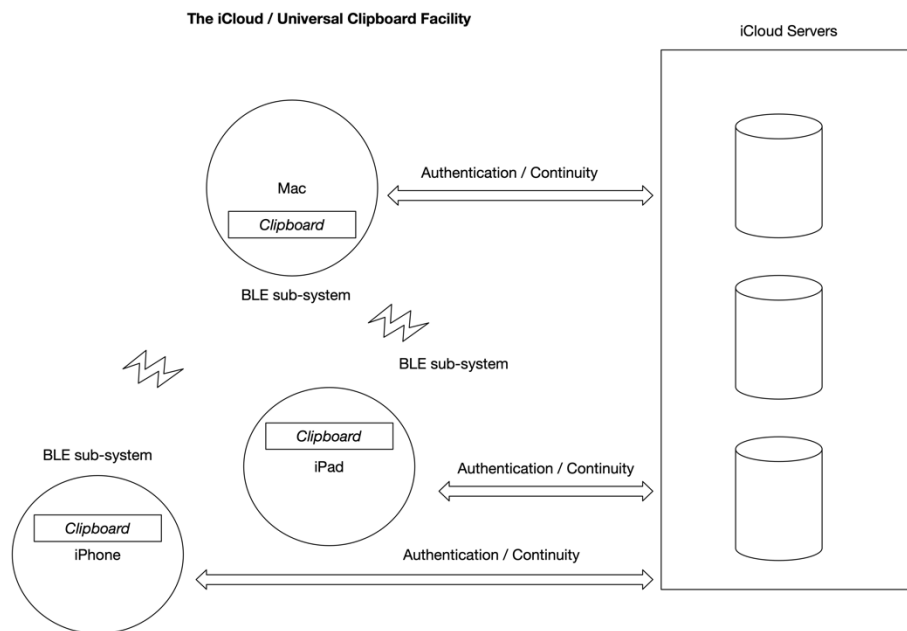 The iCloud / Universal Clipboard Facility
iCloud Servers
Authentication / Continuity
Mac
Clipboard
BLE sub-system
BLE sub-system
Clipboard
iPad
BLE sub-system
Authentication / Continuity
Clipboard
iPhone
Authentication / Continuity